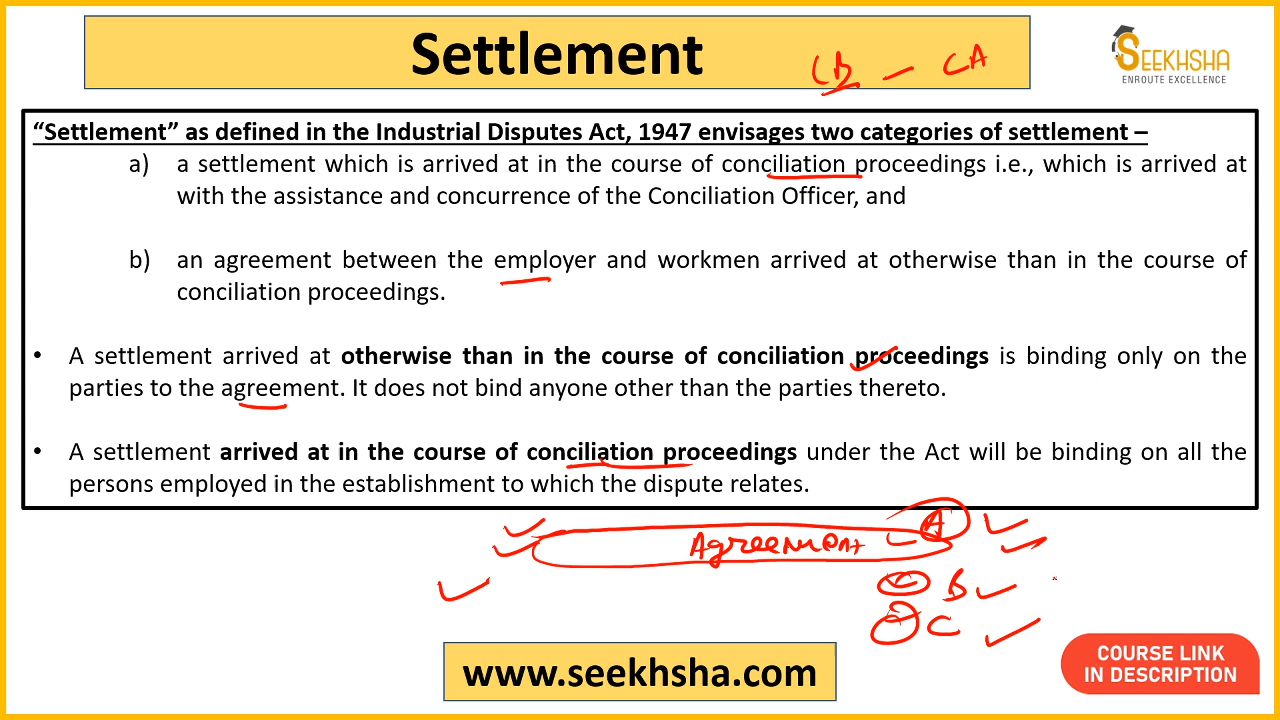 Settlement
CB – CA
SEEKHSHA
ENROUTE EXCELLENCE
“Settlement” as defined in the Industrial Disputes Act, 1947 envisages two categories of settlement –
a) a settlement which is arrived at in the course of conciliation proceedings i.e., which is arrived at
with the assistance and concurrence of the Conciliation Officer, and
b) an agreement between the employer and workmen arrived at otherwise than in the course of
conciliation proceedings.
• A settlement arrived at otherwise than in the course of conciliation proceedings is binding only on the
parties to the agreement. It does not bind anyone other than the parties thereto.
• A settlement arrived at in the course of conciliation proceedings under the Act will be binding on all the
persons employed in the establishment to which the dispute relates.
Agreement A
B
C
www.seekhsha.com
COURSE LINK
IN DESCRIPTION